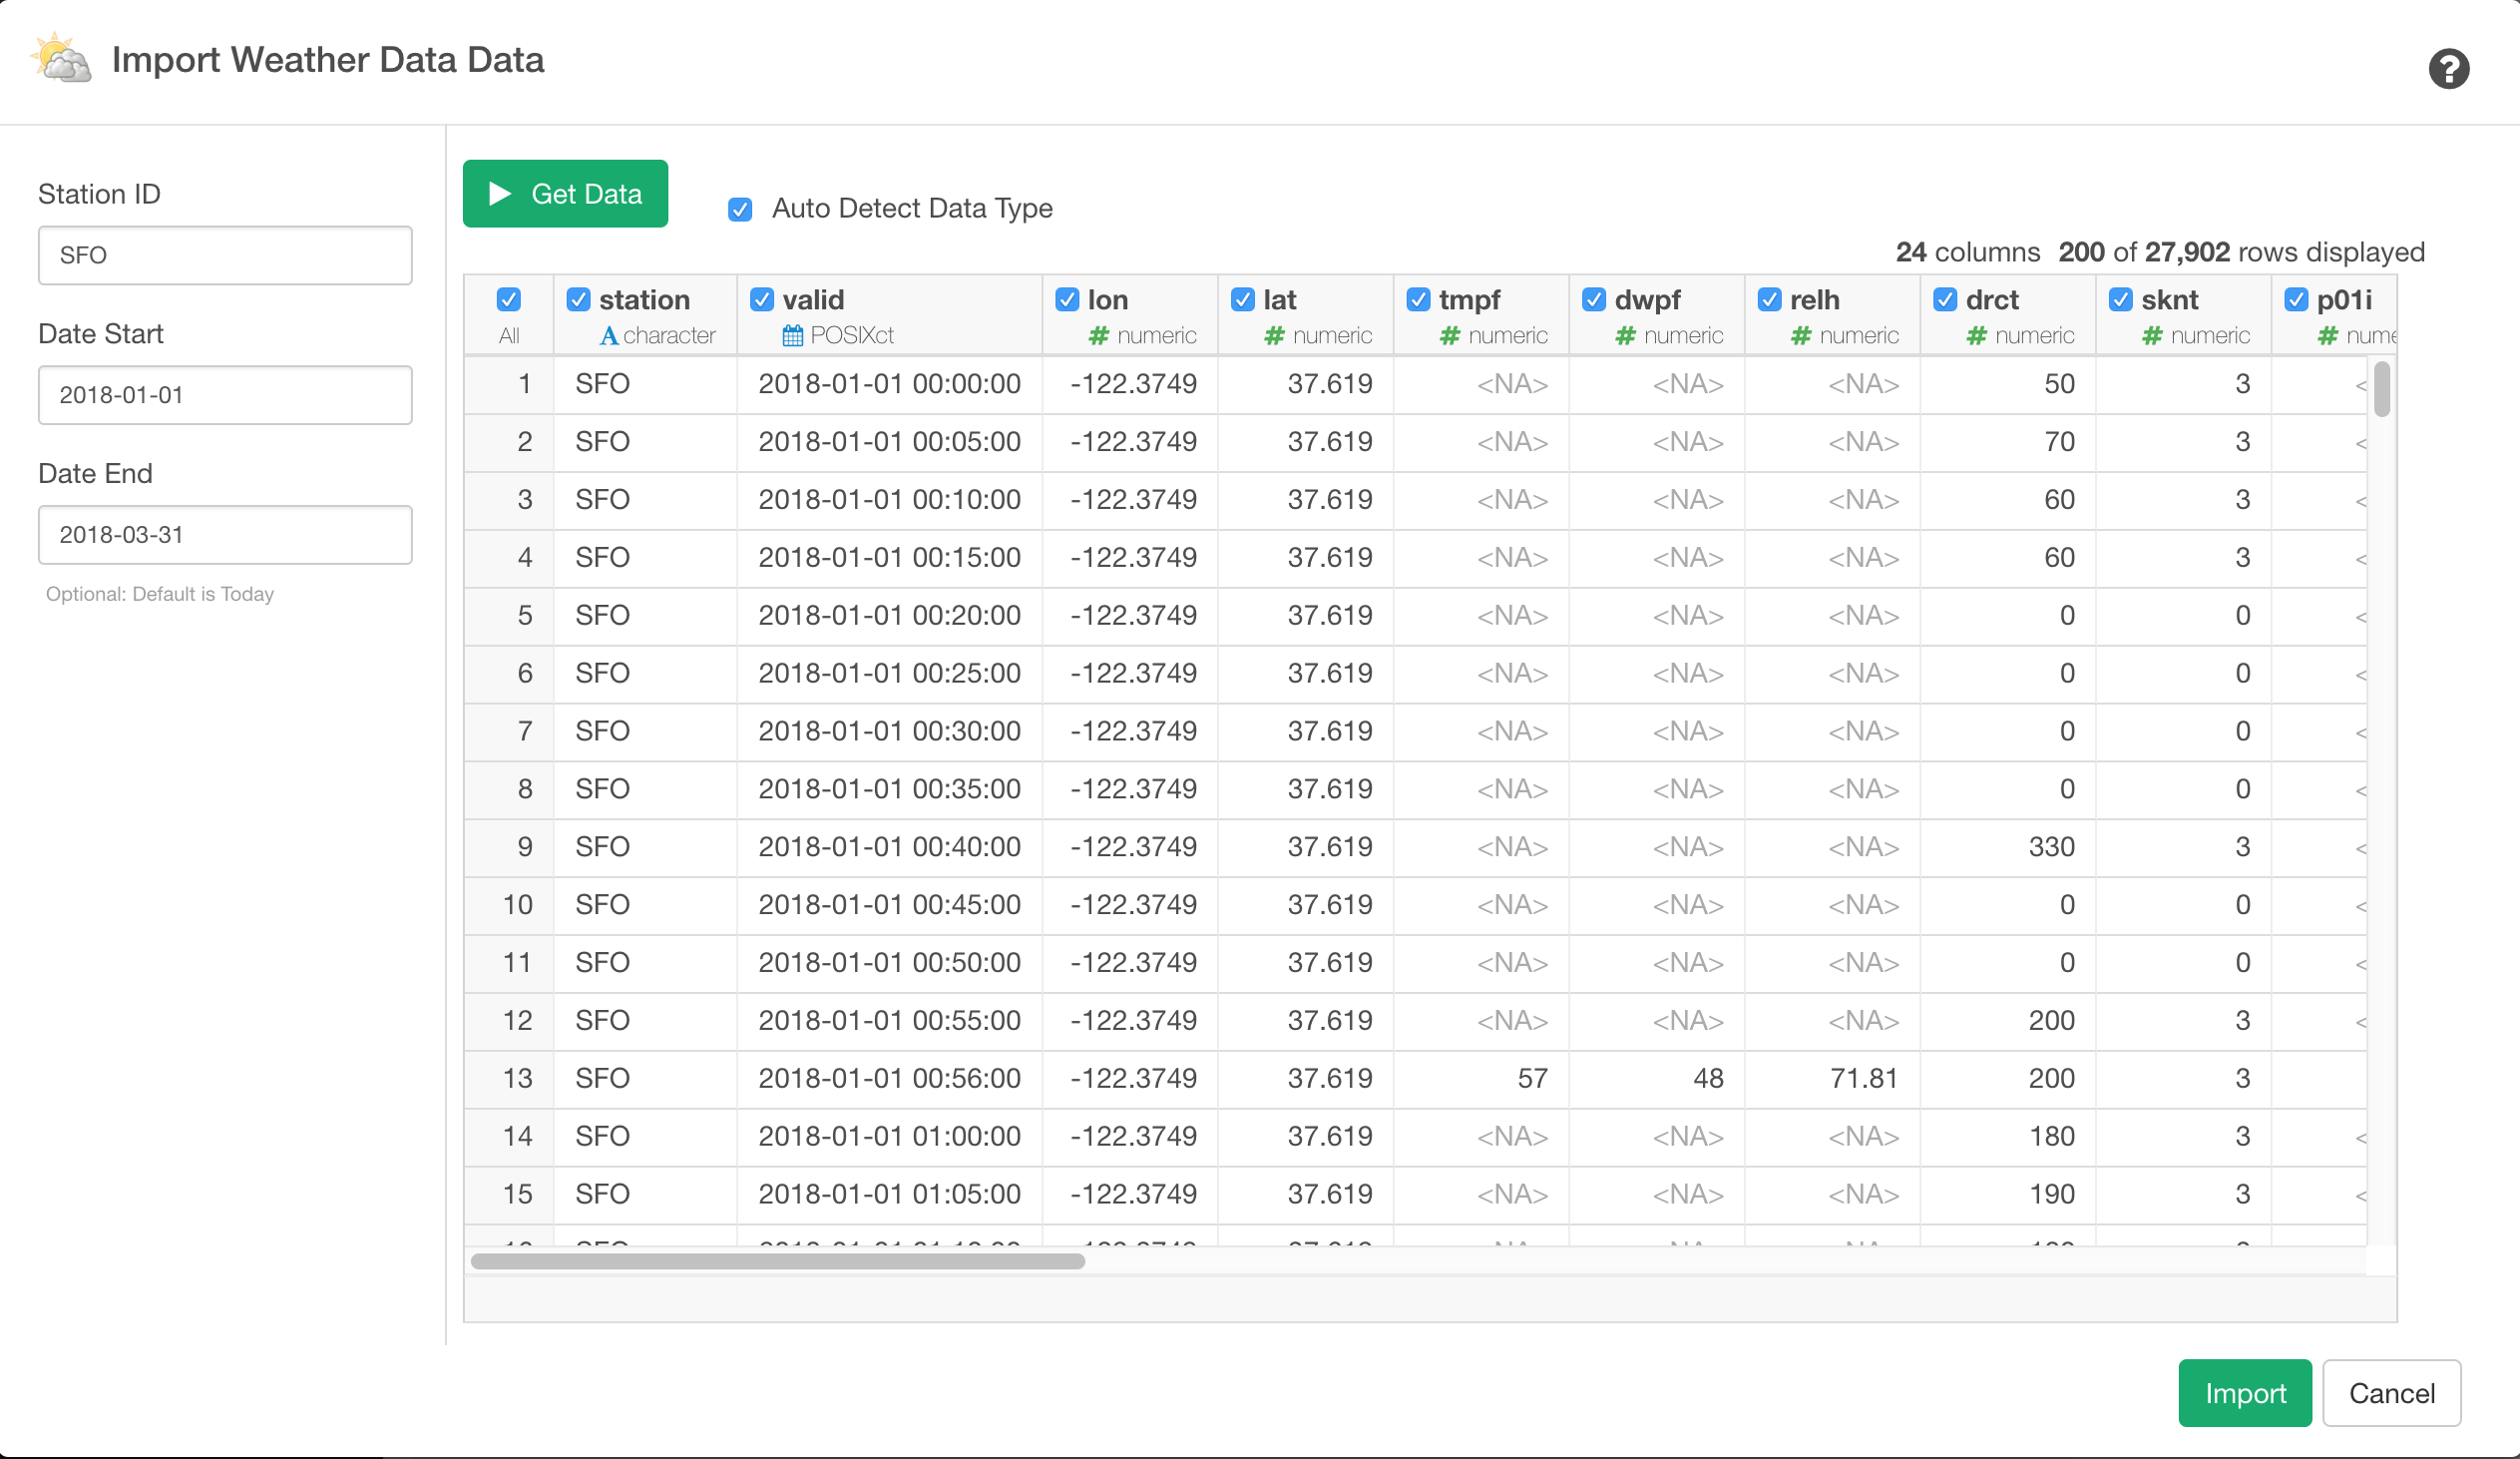 Import Weather Data Data
Station ID
SFO
Date Start
2018-01-01
Date End
2018-03-31
Optional: Default is Today
Get Data
Auto Detect Data Type
24 columns 200 of 27,902 rows displayed
All station valid lon lat tmpf dwpf relh drct sknt p01i
character POSIXct numeric numeric numeric numeric numeric numeric numeric
1 SFO 2018-01-01 00:00:00 -122.3749 37.619 <NA> <NA> <NA> 50 3
2 SFO 2018-01-01 00:05:00 -122.3749 37.619 <NA> <NA> <NA> 70 3
3 SFO 2018-01-01 00:10:00 -122.3749 37.619 <NA> <NA> <NA> 60 3
4 SFO 2018-01-01 00:15:00 -122.3749 37.619 <NA> <NA> <NA> 60 3
5 SFO 2018-01-01 00:20:00 -122.3749 37.619 <NA> <NA> <NA> 0 0
6 SFO 2018-01-01 00:25:00 -122.3749 37.619 <NA> <NA> <NA> 0 0
7 SFO 2018-01-01 00:30:00 -122.3749 37.619 <NA> <NA> <NA> 0 0
8 SFO 2018-01-01 00:35:00 -122.3749 37.619 <NA> <NA> <NA> 0 0
9 SFO 2018-01-01 00:40:00 -122.3749 37.619 <NA> <NA> <NA> 330 3
10 SFO 2018-01-01 00:45:00 -122.3749 37.619 <NA> <NA> <NA> 0 0
11 SFO 2018-01-01 00:50:00 -122.3749 37.619 <NA> <NA> <NA> 0 0
12 SFO 2018-01-01 00:55:00 -122.3749 37.619 <NA> <NA> <NA> 200 3
13 SFO 2018-01-01 00:56:00 -122.3749 37.619 57 48 71.81 200 3
14 SFO 2018-01-01 01:00:00 -122.3749 37.619 <NA> <NA> <NA> 180 3
15 SFO 2018-01-01 01:05:00 -122.3749 37.619 <NA> <NA> <NA> 190 3
Import
Cancel